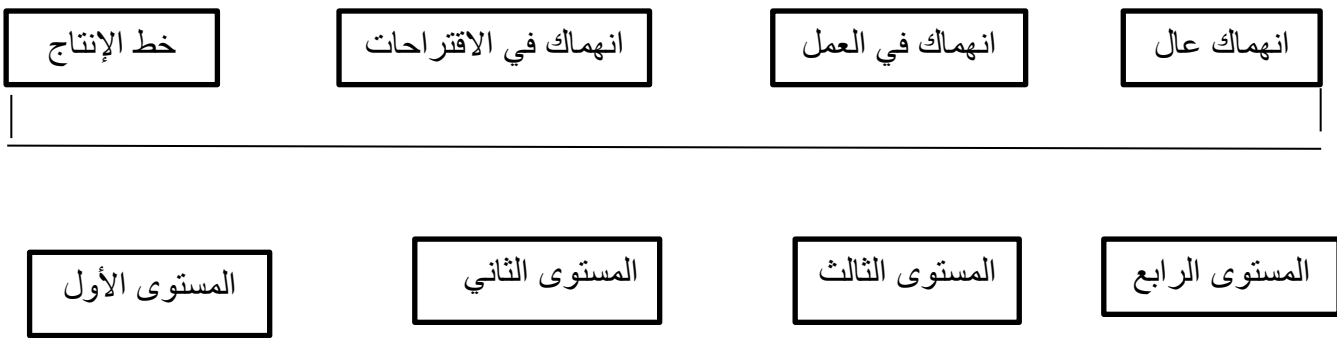 انهماك عال
انهماك في العمل
انهماك في الاقتراحات
خط الإنتاج
المستوى الرابع
المستوى الثالث
المستوى الثاني
المستوى الأول